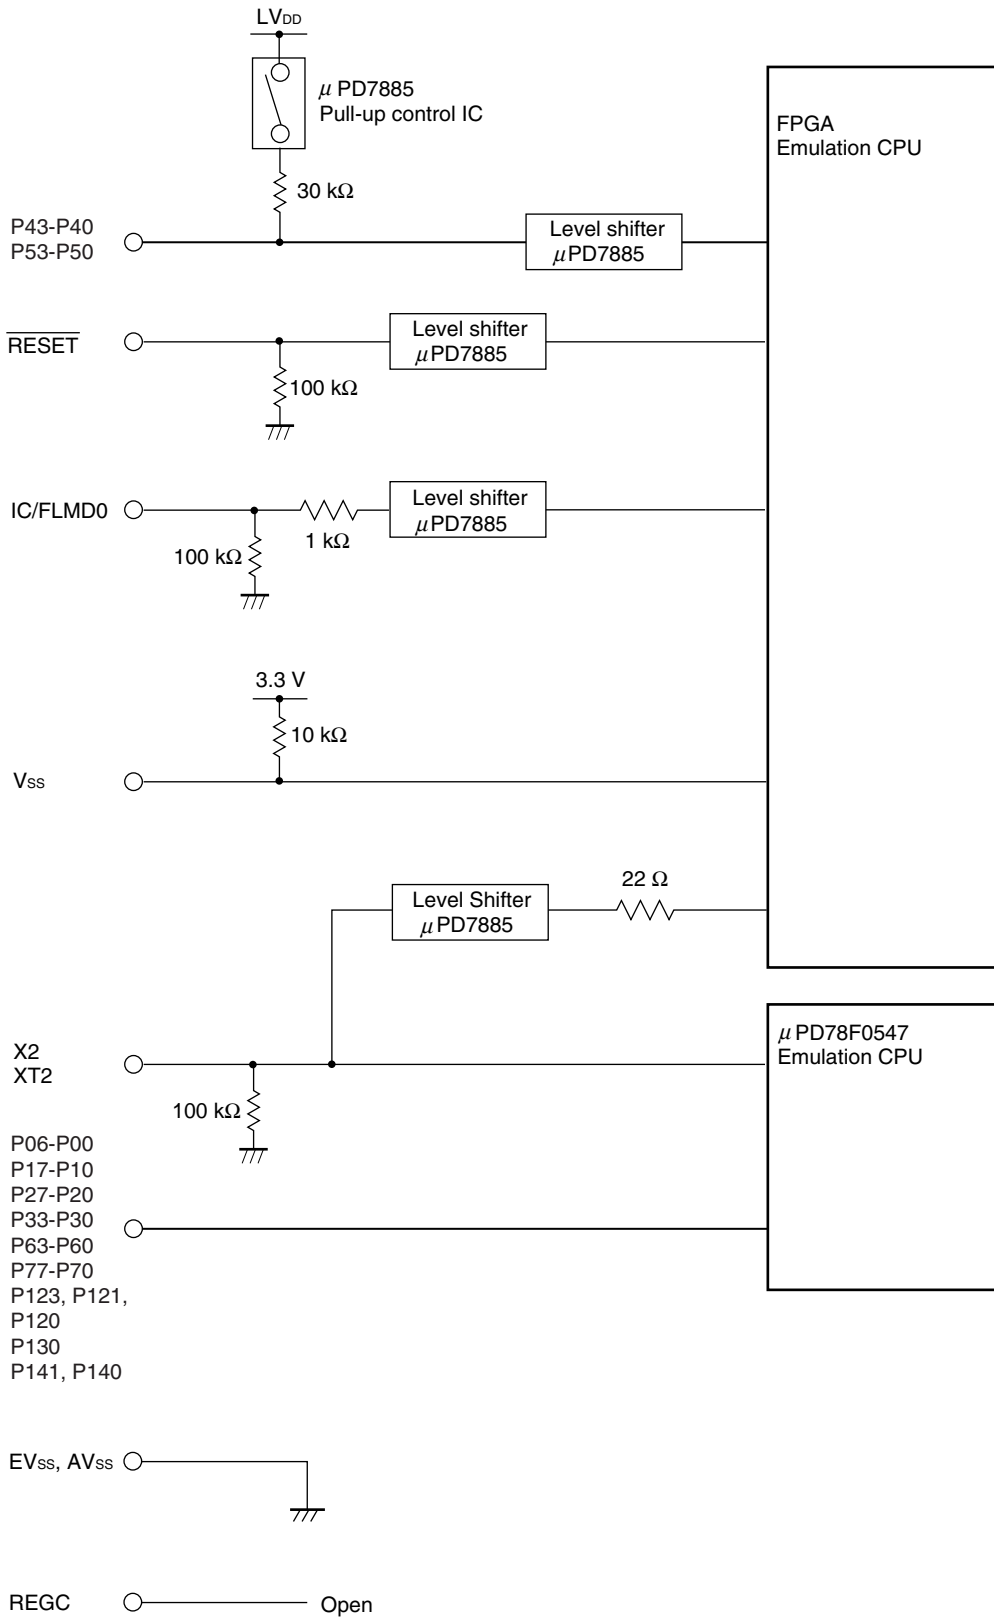 LVDD
μ PD7885
Pull-up control IC
30 kΩ
FPGA
Emulation CPU
P43-P40
P53-P50
Level shifter
μPD7885
RESET
Level shifter
μPD7885
100 kΩ
IC/FLMD0
Level shifter
μPD7885
1 kΩ
100 kΩ
3.3 V
10 kΩ
VSS
22 Ω
Level Shifter
μPD7885
μ PD78F0547
Emulation CPU
X2
XT2
100 kΩ
P06-P00
P17-P10
P27-P20
P33-P30
P63-P60
P77-P70
P123, P121,
P120
P130
P141, P140
EVSS, AVSS
REGC
Open